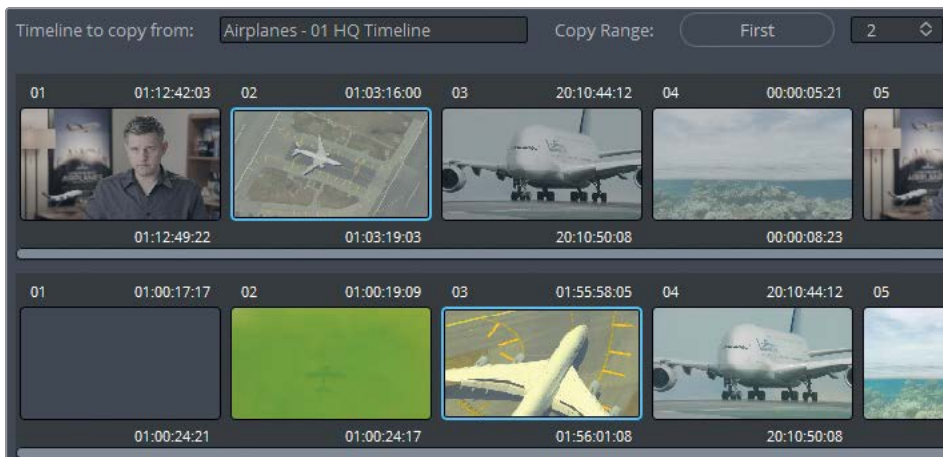 Timeline to copy from: Airplanes - 01 HQ Timeline Copy Range: First 2
01 01:12:42:03 02 01:03:16:00 03 20:10:44:12 04 00:00:05:21 05
01:12:49:22 01:03:19:03 20:10:50:08 00:00:08:23
01 01:00:17:17 02 01:00:19:09 03 01:55:58:05 04 20:10:44:12 05
01:00:24:21 01:00:24:17 01:56:01:08 20:10:50:08